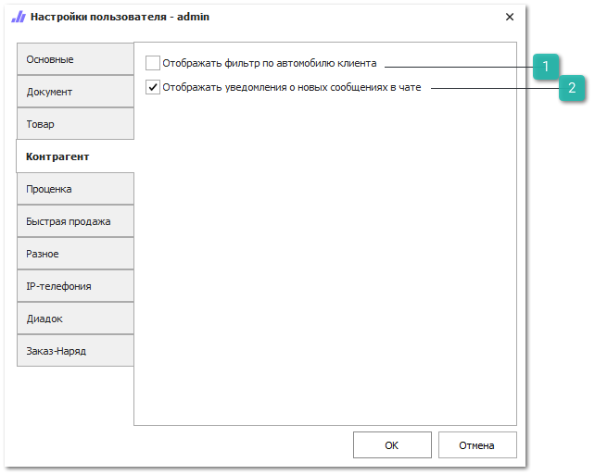 Настройки пользователя - admin
Основные
Документ
Товар
Контрагент
Проценка
Быстрая продажа
Разное
IP-телефония
Диадок
Заказ-Наряд
Отображать фильтр по автомобилю клиента
1
Отображать уведомления о новых сообщениях в чате
2
ОК
Отмена